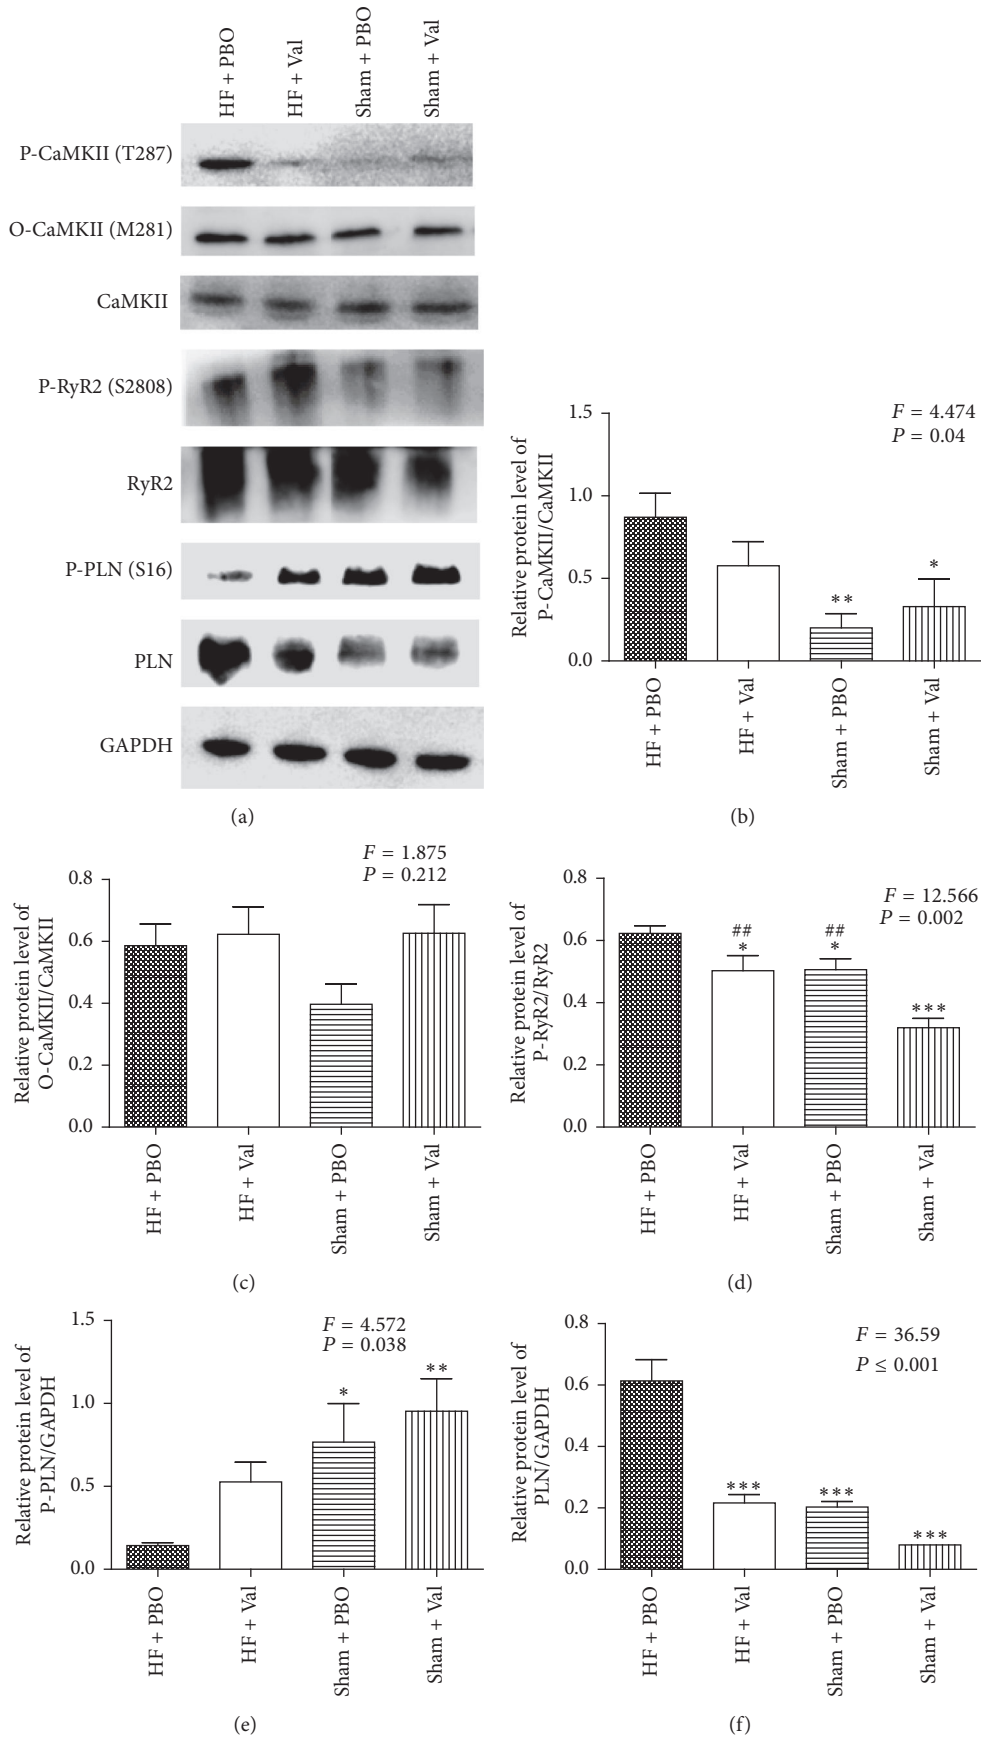 HF + PBO
HF + Val
Sham + PBO
Sham + Val
P-CaMKII (T287)
O-CaMKII (M281)
CaMKII
P-RyR2 (S2808)
RyR2
P-PLN (S16)
PLN
GAPDH
(a)
Relative protein level of
P-CaMKII/CaMKII
1.5
1.0
0.5
0.0
F = 4.474
P = 0.04
**
*
HF + PBO
HF + Val
Sham + PBO
Sham + Val
(b)
Relative protein level of
O-CaMKII/CaMKII
0.8
0.6
0.4
0.2
0.0
F = 1.875
P = 0.212
HF + PBO
HF + Val
Sham + PBO
Sham + Val
(c)
Relative protein level of
P-RyR2/RyR2
0.8
0.6
0.4
0.2
0.0
F = 12.566
P = 0.002
##
*
##
*
***
HF + PBO
HF + Val
Sham + PBO
Sham + Val
(d)
Relative protein level of
P-PLN/GAPDH
1.5
1.0
0.5
0.0
F = 4.572
P = 0.038
*
**
HF + PBO
HF + Val
Sham + PBO
Sham + Val
(e)
Relative protein level of
PLN/GAPDH
0.8
0.6
0.4
0.2
0.0
F = 36.59
P ≤ 0.001
***
***
***
HF + PBO
HF + Val
Sham + PBO
Sham + Val
(f)